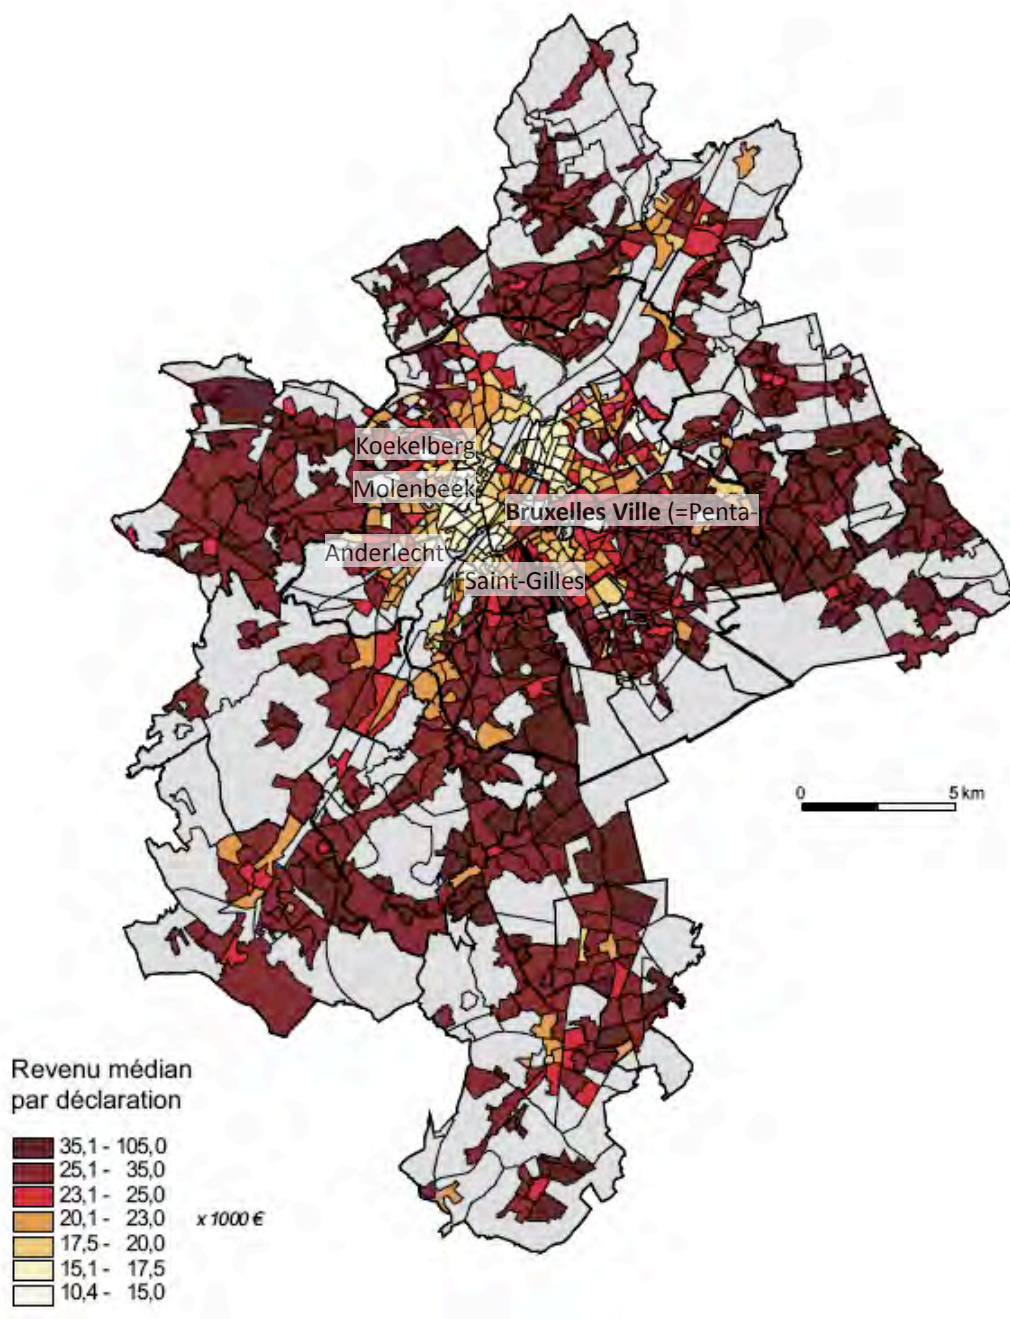 Koekelberg
Molenbeek
Bruxelles Ville (=Penta-
Anderlecht
Saint-Gilles
0 5 km
Revenu médian
par déclaration
35,1 - 105,0
25,1 - 35,0
23,1 - 25,0
20,1 - 23,0 x 1000 €
17,5 - 20,0
15,1 - 17,5
10,4 - 15,0